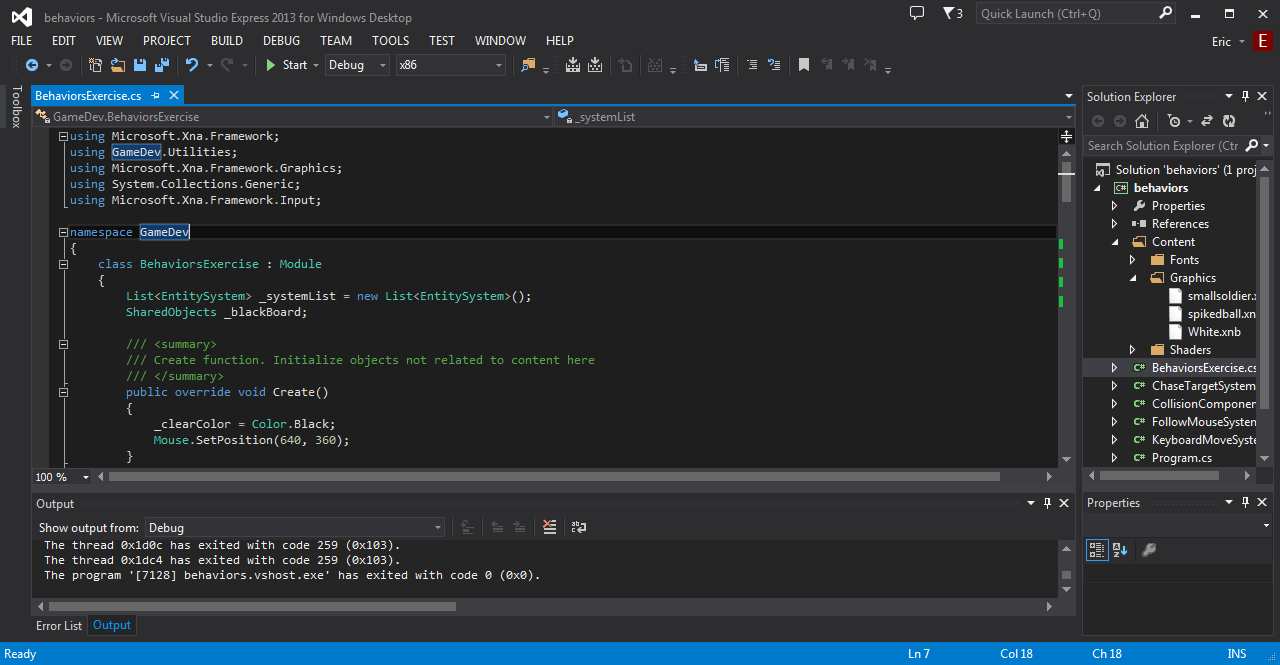 behaviors - Microsoft Visual Studio Express 2013 for Windows Desktop
3
Quick Launch (Ctrl+Q)
FILE EDIT VIEW PROJECT BUILD DEBUG TEAM TOOLS TEST WINDOW HELP
Eric E
Start Debug x86
Toolbox
BehaviorsExercise.cs
GameDev.BehaviorsExercise
_systemList
using Microsoft.Xna.Framework;
using GameDev.Utilities;
using Microsoft.Xna.Framework.Graphics;
using System.Collections.Generic;
using Microsoft.Xna.Framework.Input;
namespace GameDev
{
class BehaviorsExercise : Module
{
List<EntitySystem> _systemList = new List<EntitySystem>();
SharedObjects _blackBoard;
/// <summary>
/// Create function. Initialize objects not related to content here
/// </summary>
public override void Create()
{
_clearColor = Color.Black;
Mouse.SetPosition(640, 360);
}
100 %
Output
Show output from: Debug
The thread 0x1d0c has exited with code 259 (0x103).
The thread 0x1dc4 has exited with code 259 (0x103).
The program '[7128] behaviors.vshost.exe' has exited with code 0 (0x0).
Error List Output
Solution Explorer
Search Solution Explorer (Ctr
Solution 'behaviors' (1 proj
behaviors
Properties
References
Content
Fonts
Graphics
smallsoldier.x
spikedball.xn
White.xnb
Shaders
C# BehaviorsExercise.cs
C# ChaseTargetSystem
C# CollisionComponen
C# FollowMouseSystem
C# KeyboardMoveSyste
C# Program.cs
Properties
Ready
Ln 7 Col 18 Ch 18 INS